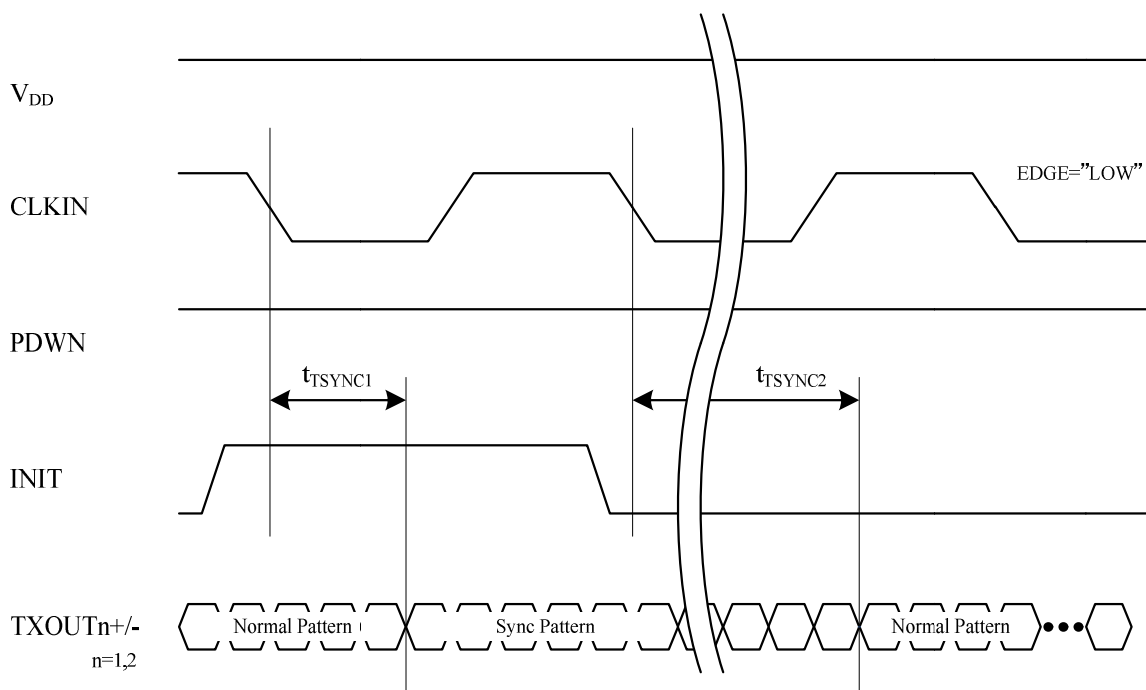 VDD
CLKIN
EDGE="LOW"
PDWN
tTSYNC1
tTSYNC2
INIT
TXOUTn+/-
n=1,2
Normal Pattern
Sync Pattern
Normal Pattern